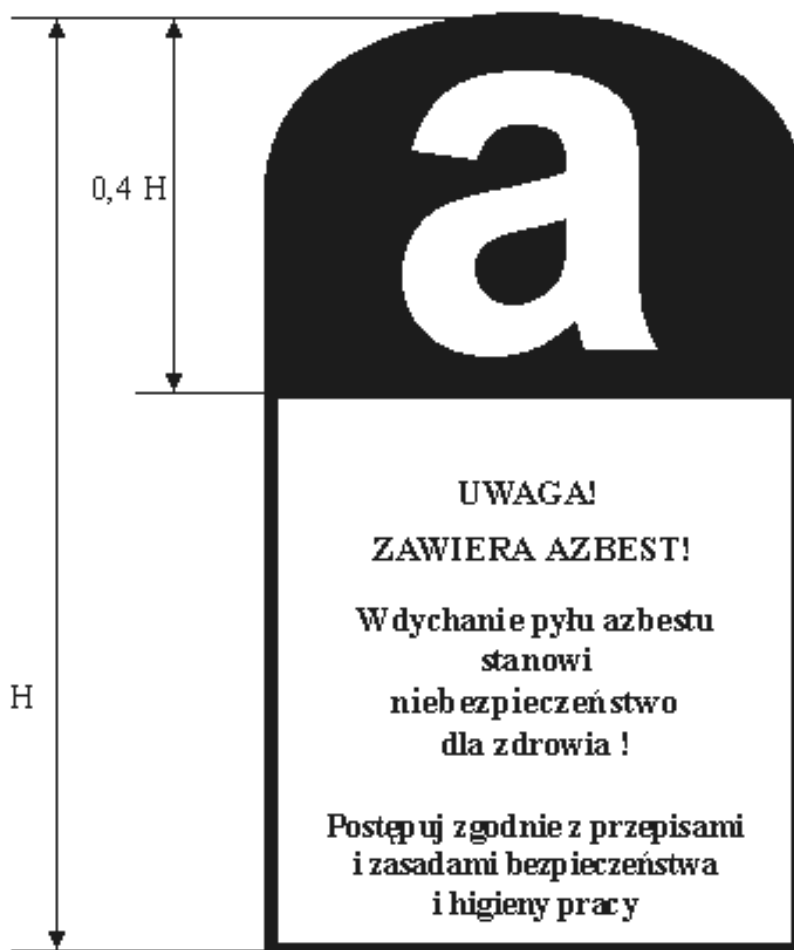 a
0,4 H
H
UWAGA!
ZAWIERA AZBEST!
Wdychanie pyłu azbestu
stanowi
niebezpieczeństwo
dla zdrowia !
Postępuj zgodnie z przepisami
i zasadami bezpieczeństwa
i higieny pracy